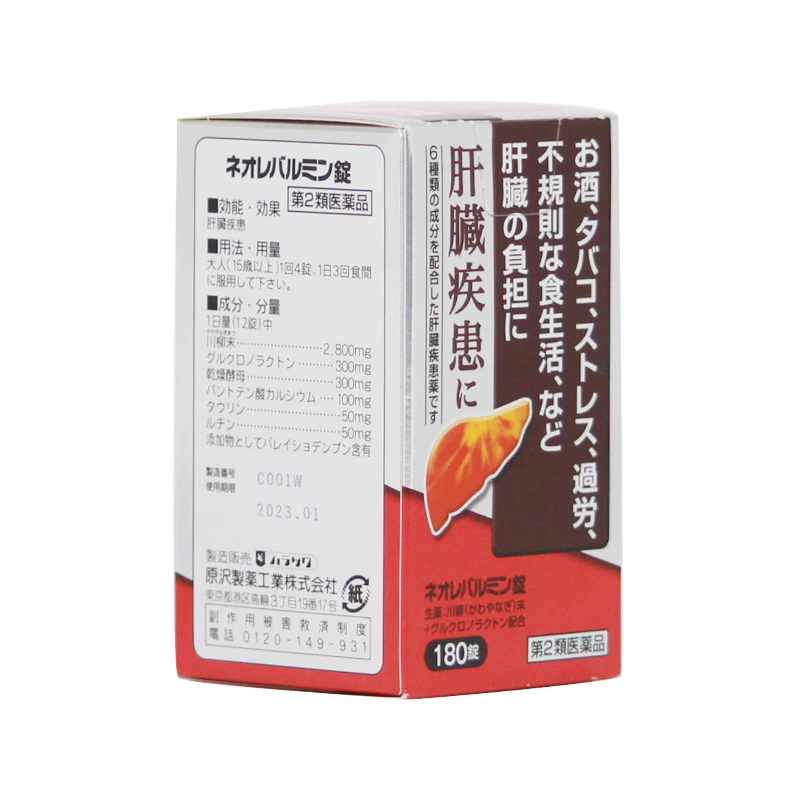 ネオレバルミン錠
第2類医薬品
■効能・効果
肝臓疾患
■用法・用量
大人(15歳以上)1回4錠、1日3回食間
に服用して下さい。
■成分・分量
1日量(12錠)中
かわやなぎまつ
川柳末…………………2,800mg
グルクロノラクトン………300mg
乾燥酵母…………………300mg
パントテン酸カルシウム…100mg
タウリン…………………50mg
ルチン……………………50mg
添加物としてバレイショデンプン含有
製造番号 C001W
使用期限
2023.01
製造販売 ハラサワ
原沢製薬工業株式会社
東京都港区高輪3丁目19番17号
紙
副作用被害救済制度
電話 0120-149-931
お酒、タバコ、ストレス、過労、
不規則な食生活、など
肝臓の負担に
肝臓疾患に
6種類の成分を配合した肝臓疾患薬です
ネオレバルミン錠
生薬:川柳(かわやなぎ)末
+グルクロノラクトン配合
180錠
第2類医薬品